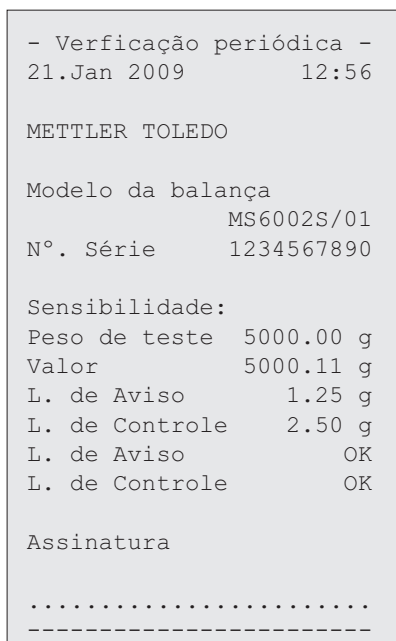 - Verficação periódica -
21.Jan 2009 12:56
METTLER TOLEDO
Modelo da balança
MS6002S/01
Nº. Série 1234567890
Sensibilidade:
Peso de teste 5000.00 g
Valor 5000.11 g
L. de Aviso 1.25 g
L. de Controle 2.50 g
L. de Aviso OK
L. de Controle OK
Assinatura
........................
------------------------